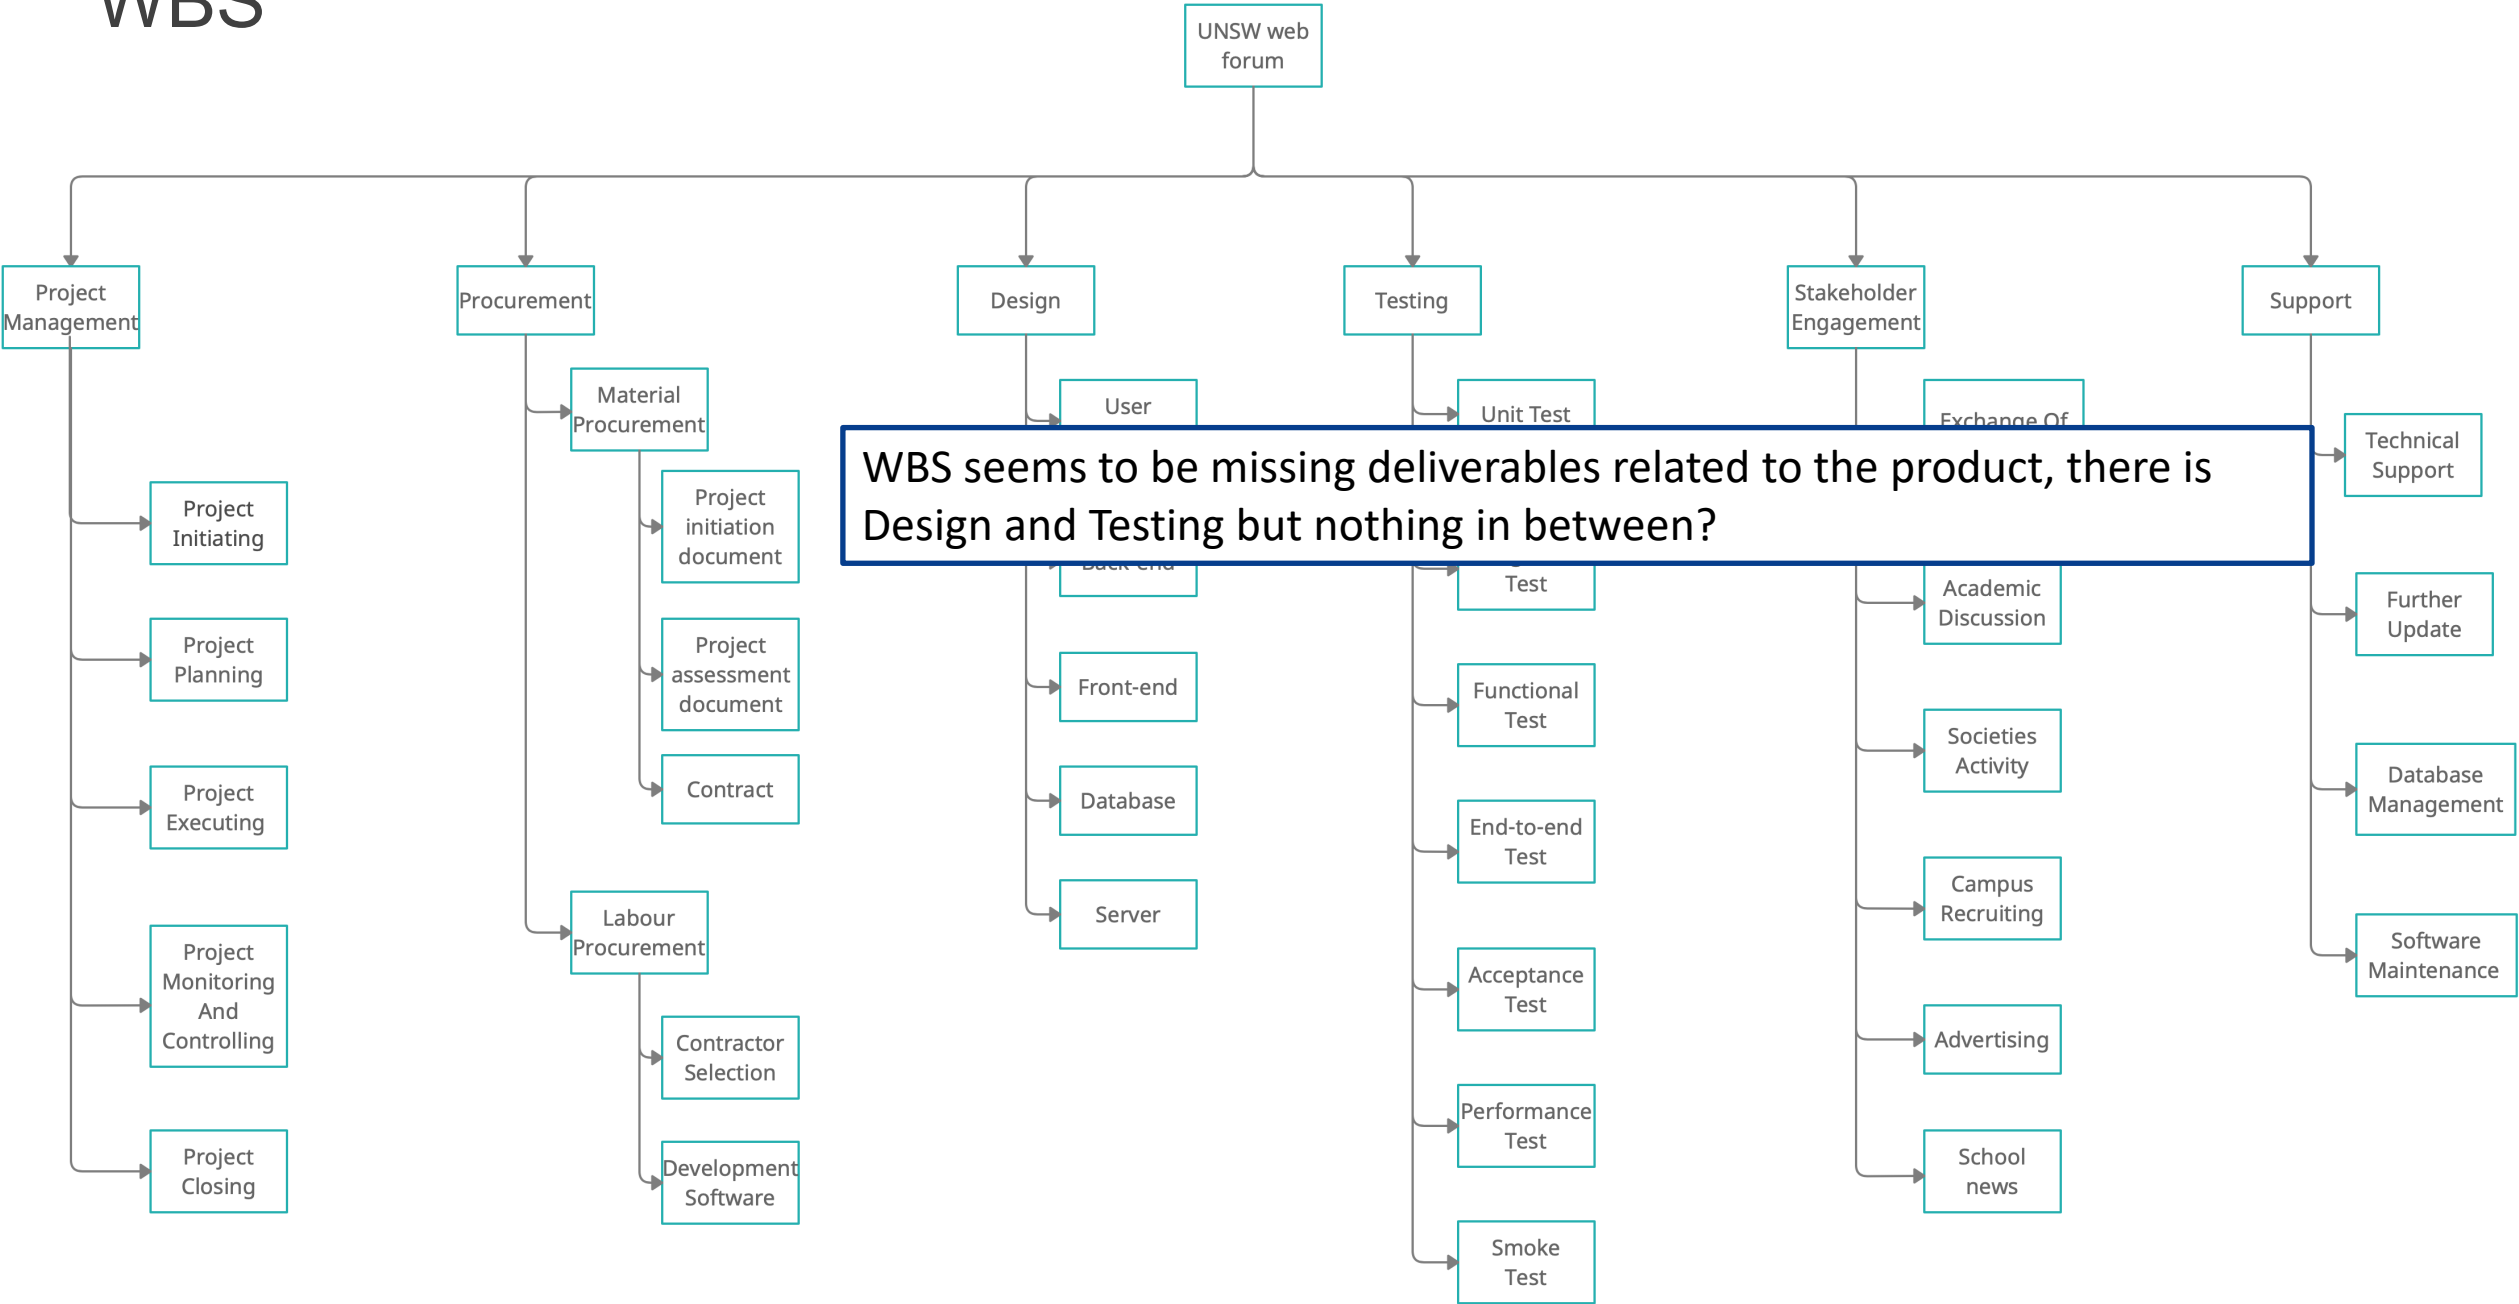 WBS
UNSW web
forum
Project
Management
Project
Initiating
Project
Planning
Project
Executing
Project
Monitoring
And
Controlling
Project
Closing
Procurement
Material
Procurement
Project
initiation
document
Project
assessment
document
Contract
Labour
Procurement
Contractor
Selection
Development
Software
Design
User
Back-end
Front-end
Database
Server
Testing
Unit Test
Test
Functional
Test
End-to-end
Test
Acceptance
Test
Performance
Test
Smoke
Test
Stakeholder
Engagement
Exchange Of
Academic
Discussion
Societies
Activity
Campus
Recruiting
Advertising
School
news
Support
Technical
Support
Further
Update
Database
Management
Software
Maintenance
WBS seems to be missing deliverables related to the product, there is
Design and Testing but nothing in between?